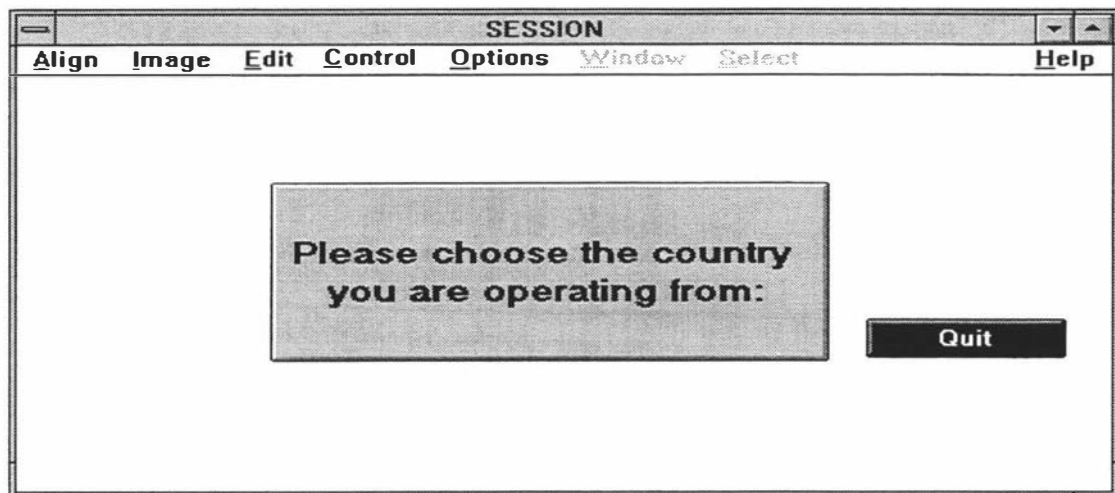 SESSION
Align Image Edit Control Options Window Select Help
Please choose the country
you are operating from:
Quit